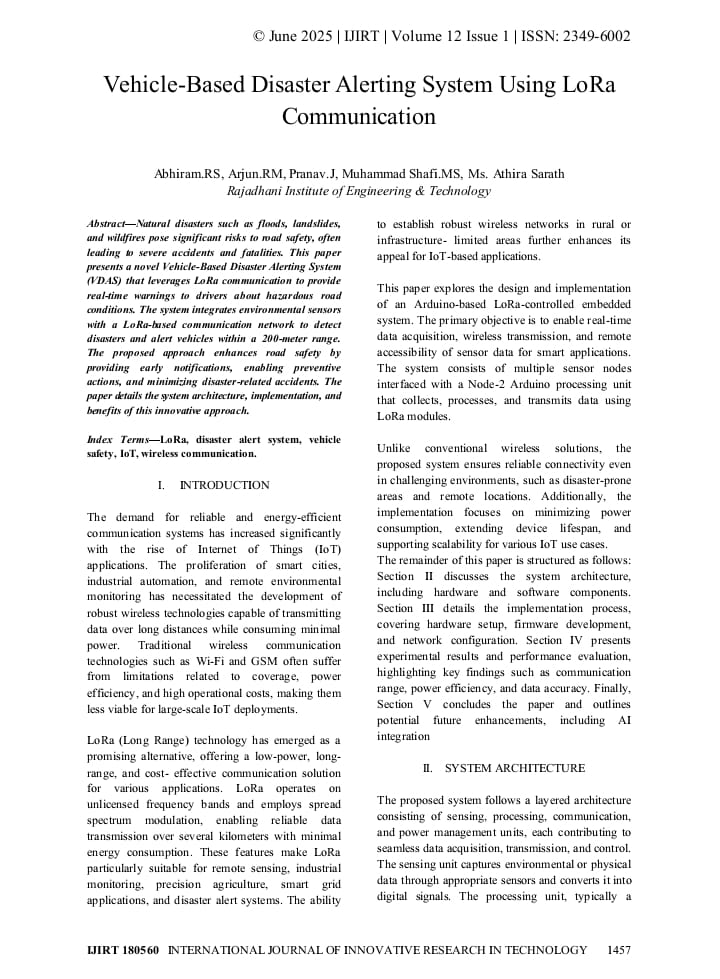 © June 2025 | IJIRT | Volume 12 Issue 1 | ISSN: 2349-6002
Vehicle-Based Disaster Alerting System Using LoRa
Communication
Abhiram.RS, Arjun.RM, Pranav.J, Muhammad Shafi.MS, Ms. Athira Sarath
Rajadhani Institute of Engineering & Technology
Abstract—Natural disasters such as floods, landslides,
and wildfires pose significant risks to road safety, often
leading to severe accidents and fatalities. This paper
presents a novel Vehicle-Based Disaster Alerting System
(VDAS) that leverages LoRa communication to provide
real-time warnings to drivers about hazardous road
conditions. The system integrates environmental sensors
with a LoRa-based communication network to detect
disasters and alert vehicles within a 200-meter range.
The proposed approach enhances road safety by
providing early notifications, enabling preventive
actions, and minimizing disaster-related accidents. The
paper details the system architecture, implementation, and
benefits of this innovative approach.
Index Terms—LoRa, disaster alert system, vehicle
safety, IoT, wireless communication.
I. INTRODUCTION
The demand for reliable and energy-efficient
communication systems has increased significantly
with the rise of Internet of Things (IoT)
applications. The proliferation of smart cities,
industrial automation, and remote environmental
monitoring has necessitated the development of
robust wireless technologies capable of transmitting
data over long distances while consuming minimal
power. Traditional wireless communication
technologies such as Wi-Fi and GSM often suffer
from limitations related to coverage, power
efficiency, and high operational costs, making them
less viable for large-scale IoT deployments.
LoRa (Long Range) technology has emerged as a
promising alternative, offering a low-power, long-
range, and cost- effective communication solution
for various applications. LoRa operates on
unlicensed frequency bands and employs spread
spectrum modulation, enabling reliable data
transmission over several kilometers with minimal
energy consumption. These features make LoRa
particularly suitable for remote sensing, industrial
monitoring, precision agriculture, smart grid
applications, and disaster alert systems. The ability
to establish robust wireless networks in rural or
infrastructure- limited areas further enhances its
appeal for IoT-based applications.
This paper explores the design and implementation
of an Arduino-based LoRa-controlled embedded
system. The primary objective is to enable real-time
data acquisition, wireless transmission, and remote
accessibility of sensor data for smart applications.
The system consists of multiple sensor nodes
interfaced with a Node-2 Arduino processing unit
that collects, processes, and transmits data using
LoRa modules.
Unlike conventional wireless solutions, the
proposed system ensures reliable connectivity even
in challenging environments, such as disaster-prone
areas and remote locations. Additionally, the
implementation focuses on minimizing power
consumption, extending device lifespan, and
supporting scalability for various IoT use cases.
The remainder of this paper is structured as follows:
Section II discusses the system architecture,
including hardware and software components.
Section III details the implementation process,
covering hardware setup, firmware development,
and network configuration. Section IV presents
experimental results and performance evaluation,
highlighting key findings such as communication
range, power efficiency, and data accuracy. Finally,
Section V concludes the paper and outlines
potential future enhancements, including AI
integration
II. SYSTEM ARCHITECTURE
The proposed system follows a layered architecture
consisting of sensing, processing, communication,
and power management units, each contributing to
seamless data acquisition, transmission, and control.
The sensing unit captures environmental or physical
data through appropriate sensors and converts it into
digital signals. The processing unit, typically a
IJIRT 180560 INTERNATIONAL JOURNAL OF INNOVATIVE RESEARCH IN TECHNOLOGY 1457